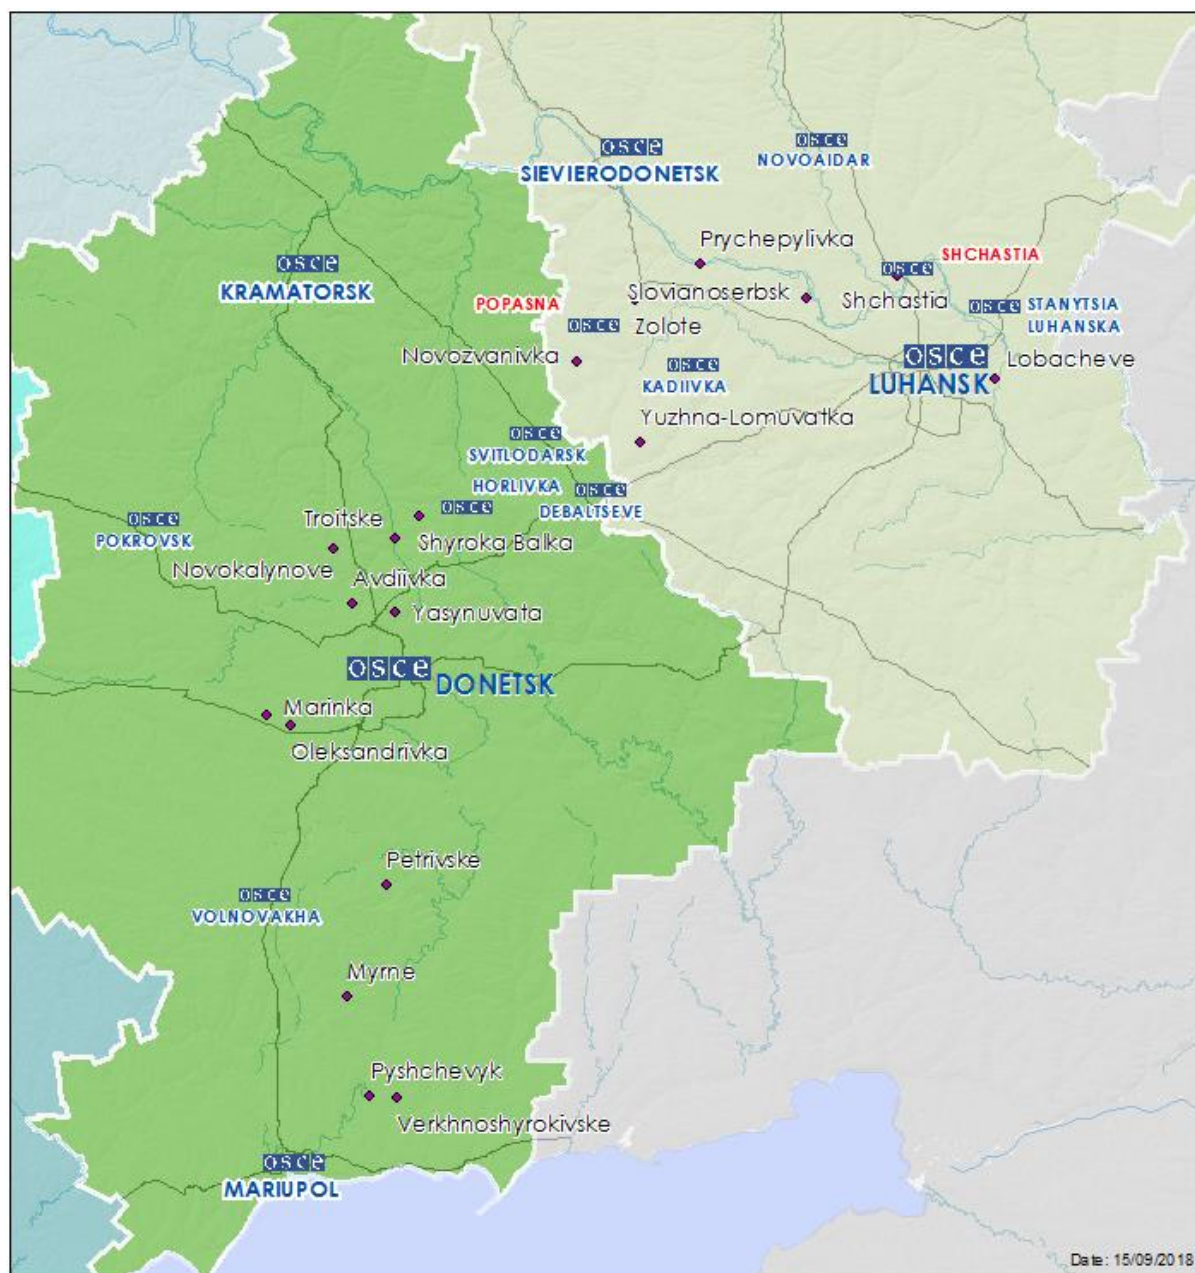 osce
SIEVIERODONETSK
osce
NOVOAIDAR
Prychepylivka
SHCHASTIA
osce
Shchastia
osce
KRAMATORSK
POPASNA
Slovianoserbsk
osce
STANYTSIA
LUHANSKA
osce
Zolote
Novozvanivka
osce
KADIIVKA
osce
LUHANSK
Lobacheve
Yuzhna-Lomuvatka
osce
SVITLODARSK
HORLIVKA
osce
osce
DEBALTSEVE
osce
POKROVSK
Troitske
Shyroka Balka
Novokalynove
Avdiivka
Yasynuvata
osce
DONETSK
Marinka
Oleksandrivka
Petrivske
osce
VOLNOVAKHA
Myrne
Pyshchevyk
Verkhnoshyrokivske
osce
MARIUPOL
Date: 15/09/2018